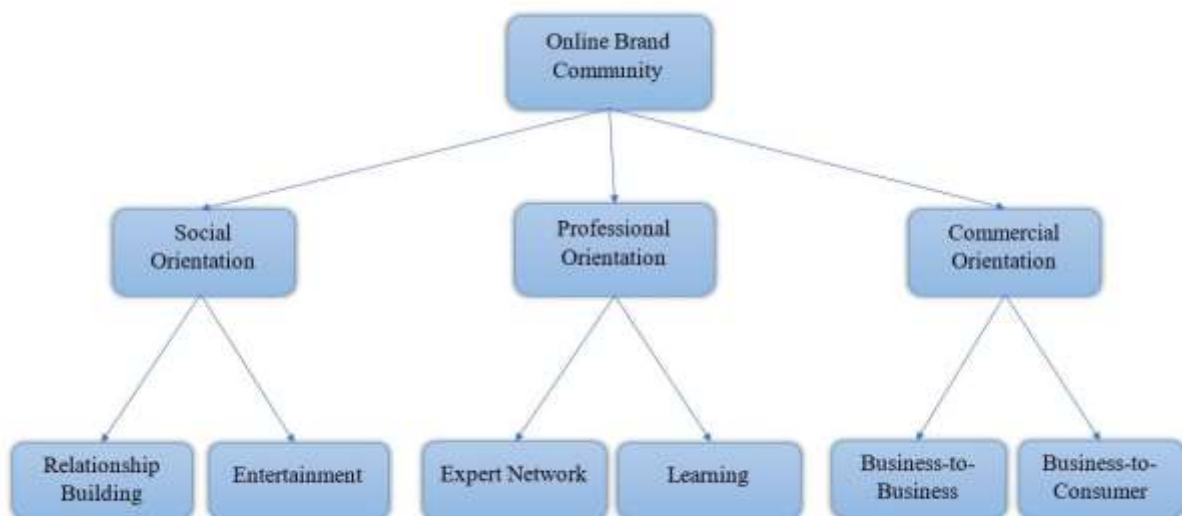 Online Brand
Community
Social
Orientation
Professional
Orientation
Commercial
Orientation
Relationship
Building
Entertainment
Expert Network
Learning
Business-to-
Business
Business-to-
Consumer